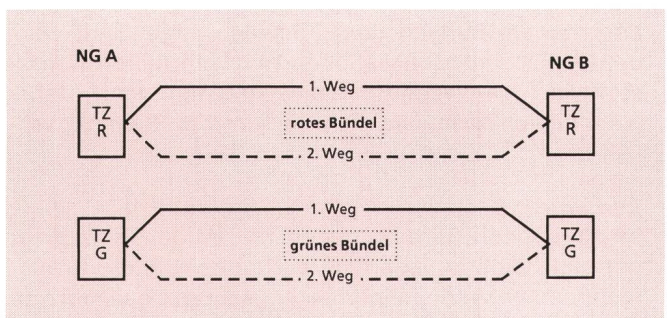 NG A
NG B
1. Weg
TZ
R
rotes Bündel
TZ
R
2. Weg
1. Weg
TZ
G
grünes Bündel
TZ
G
2. Weg